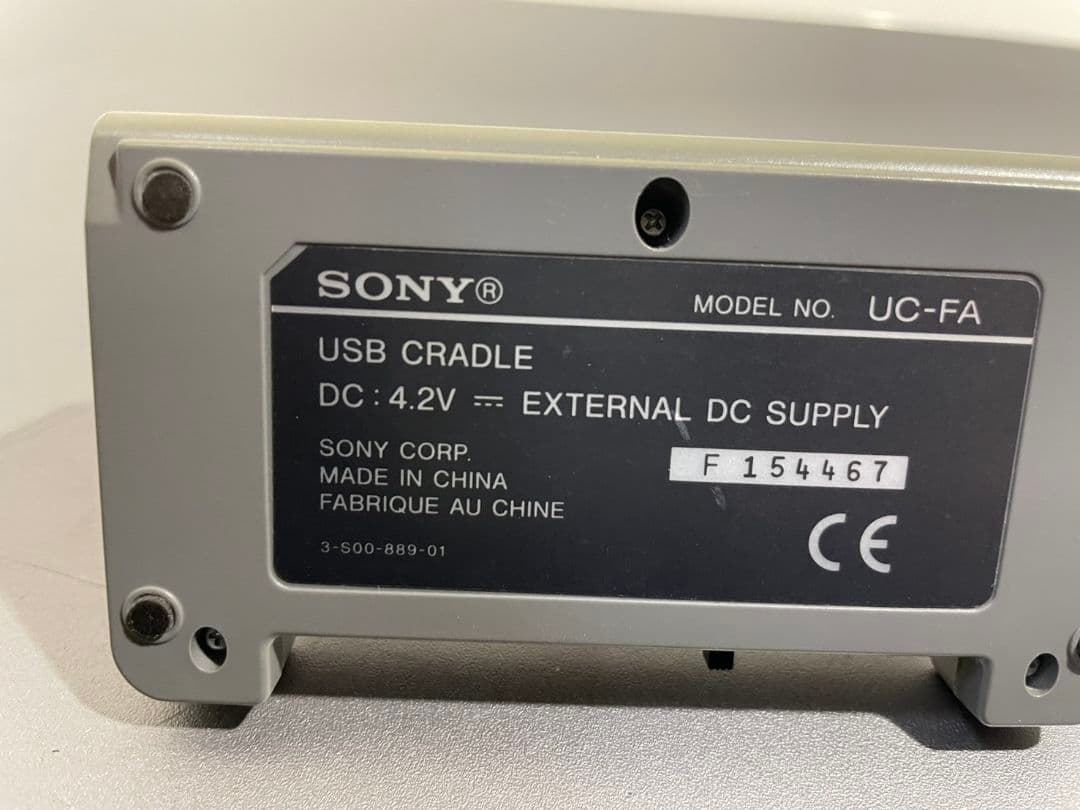 SONY®
MODEL NO. UC-FA
USB CRADLE
DC : 4.2V ⎓ EXTERNAL DC SUPPLY
SONY CORP.
MADE IN CHINA
FABRIQUE AU CHINE
F 154467
3-S00-889-01
CE